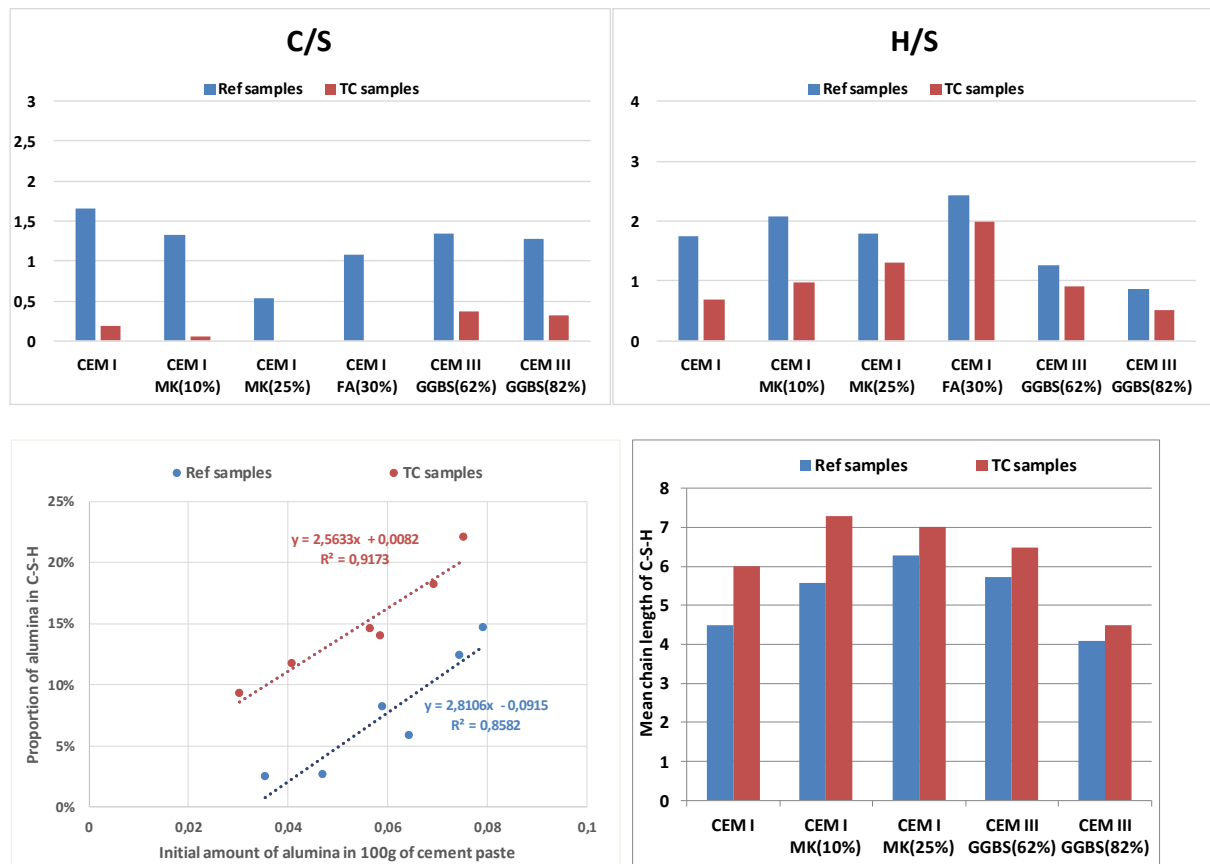 C/S
Ref samples TC samples
3
2,5
2
1,5
1
0,5
0
CEM I CEM I CEM I CEM I CEM III CEM III
MK(10%) MK(25%) FA(30%) GGBS(62%) GGBS(82%)
H/S
Ref samples TC samples
4
3
2
1
0
CEM I CEM I CEM I CEM I CEM III CEM III
MK(10%) MK(25%) FA(30%) GGBS(62%) GGBS(82%)
Ref samples TC samples
Proportion of alumina in C-S-H
25%
20%
15%
10%
5%
0%
y = 2,5633x + 0,0082
R² = 0,9173
y = 2,8106x - 0,0915
R² = 0,8582
0 0,02 0,04 0,06 0,08 0,1
Initial amount of alumina in 100g of cement paste
Ref samples TC samples
Mean chain length of C-S-H
8
7
6
5
4
3
2
1
0
CEM I CEM I CEM I CEM III CEM III
MK(10%) MK(25%) GGBS(62%) GGBS(82%)